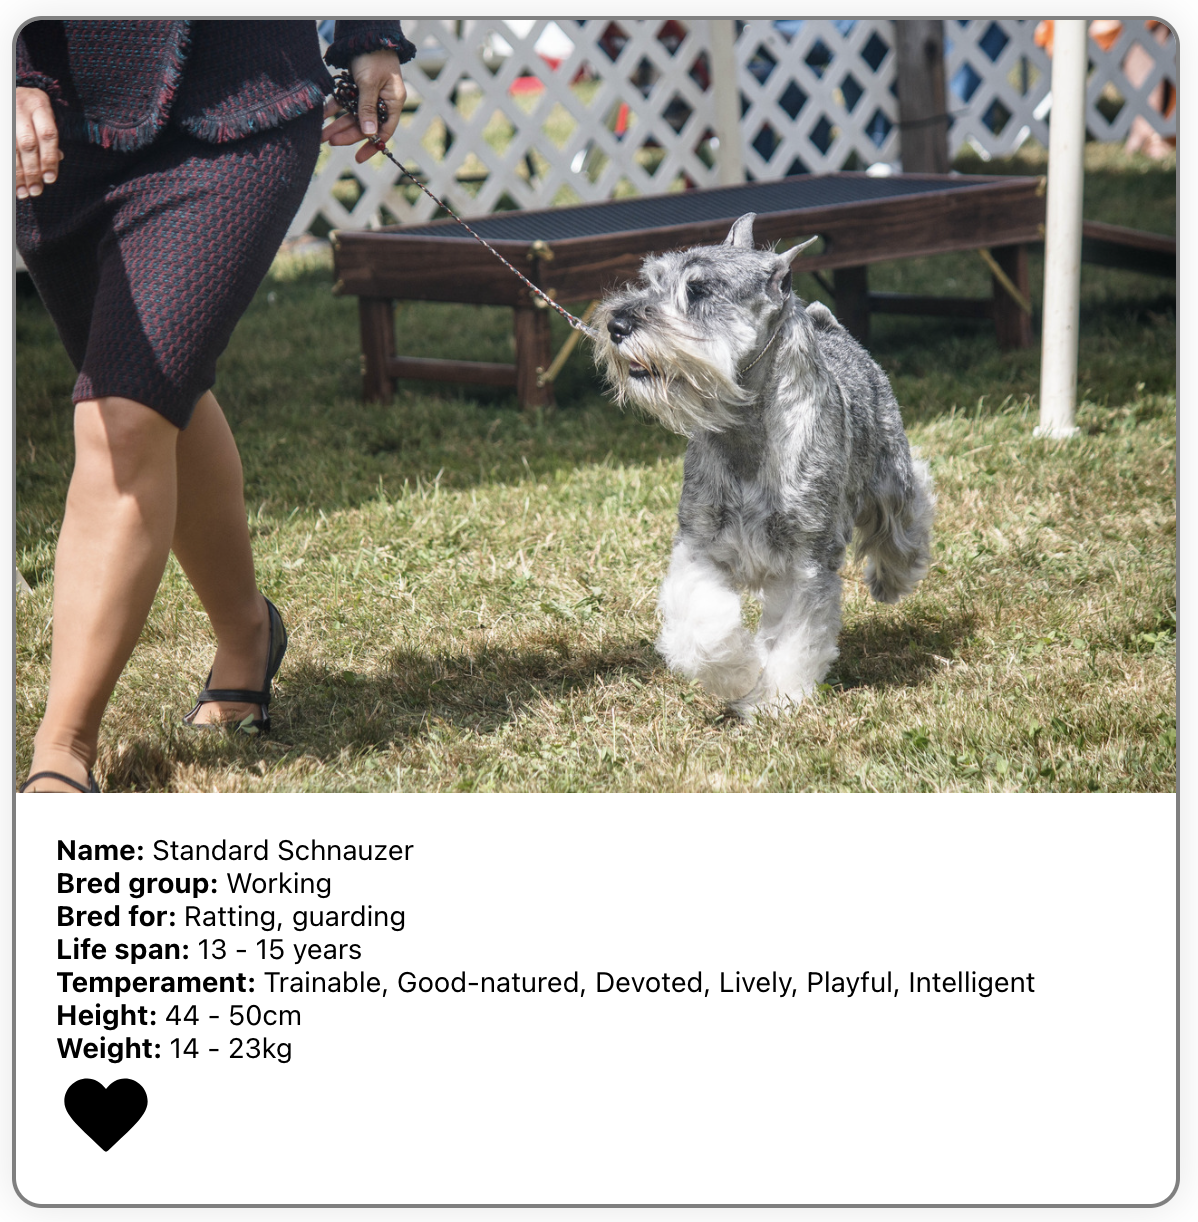 Name: Standard Schnauzer
Bred group: Working
Bred for: Ratting, guarding
Life span: 13 - 15 years
Temperament: Trainable, Good-natured, Devoted, Lively, Playful, Intelligent
Height: 44 - 50cm
Weight: 14 - 23kg